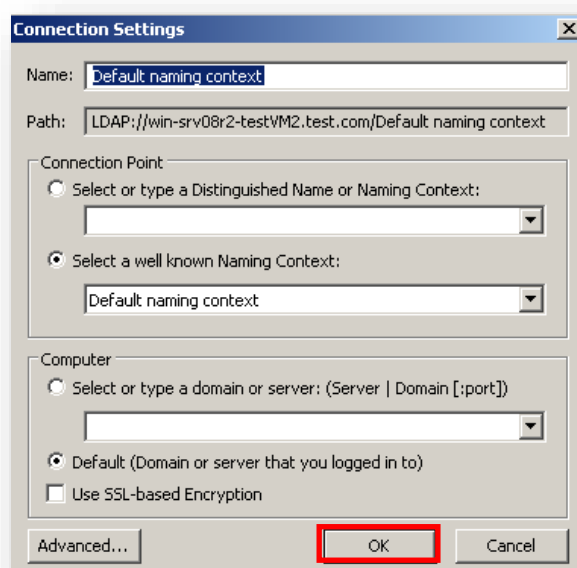 Connection Settings
Name: Default naming context
Path: LDAP://win-srv08r2-testVM2.test.com/Default naming context
Connection Point
Select or type a Distinguished Name or Naming Context:
Select a well known Naming Context:
Default naming context
Computer
Select or type a domain or server: (Server | Domain [:port])
Default (Domain or server that you logged in to)
Use SSL-based Encryption
Advanced... OK Cancel